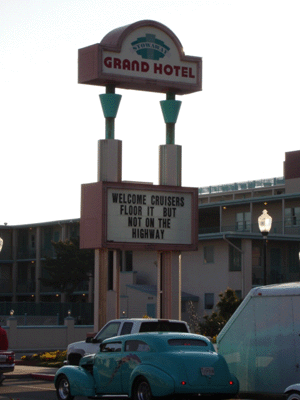 GRAND HOTEL
WELCOME CRUISERS
FLOOR IT BUT
NOT ON THE
HIGHWAY